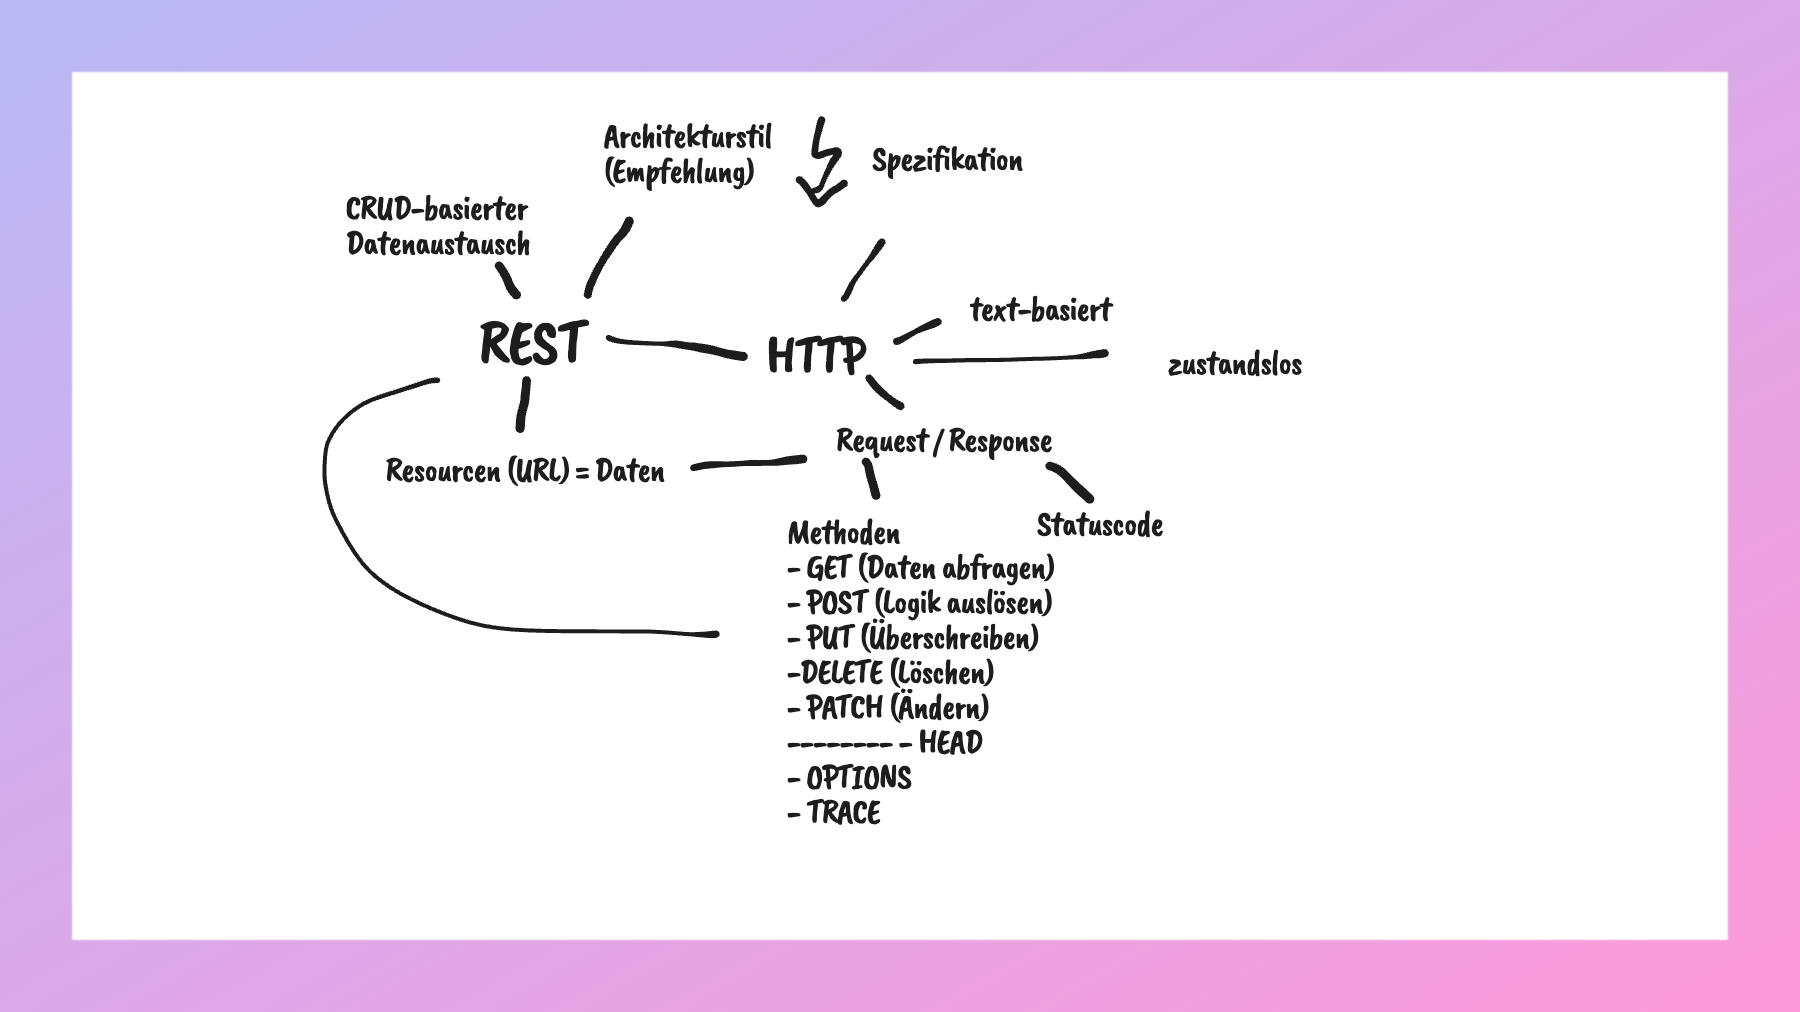 Architekturstil
(Empfehlung)
Spezifikation
CRUD-basierter
Datenaustausch
text-basiert
REST
HTTP
zustandslos
Request / Response
Resourcen (URL) = Daten
Statuscode
Methoden
- GET (Daten abfragen)
- POST (Logik auslösen)
- PUT (Überschreiben)
-DELETE (Löschen)
- PATCH (Ändern)
-------- - HEAD
- OPTIONS
- TRACE